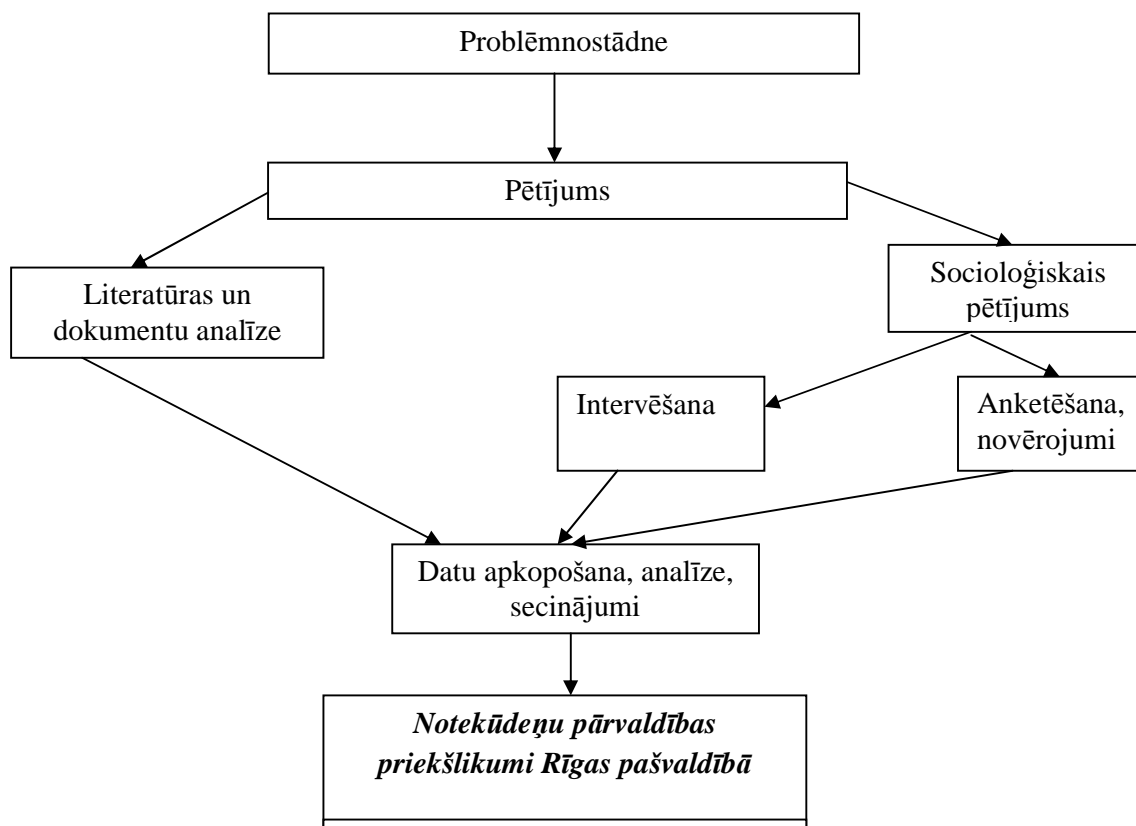 Problēmnostādne
Pētījums
Literatūras un
dokumentu analīze
Socioloģiskais
pētījums
Intervēšana
Anketēšana,
novērojumi
Datu apkopošana, analīze,
secinājumi
Notekūdeņu pārvaldības
priekšlikumi Rīgas pašvaldībā